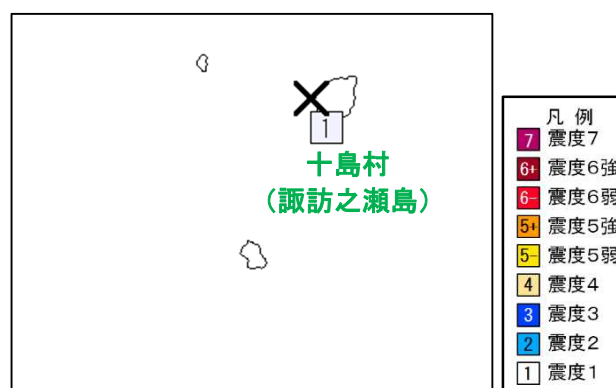 1
十島村
(諏訪之瀬島)
凡 例
7 震度7
6+ 震度6強
6- 震度6弱
5+ 震度5強
5- 震度5弱
4 震度4
3 震度3
2 震度2
1 震度1